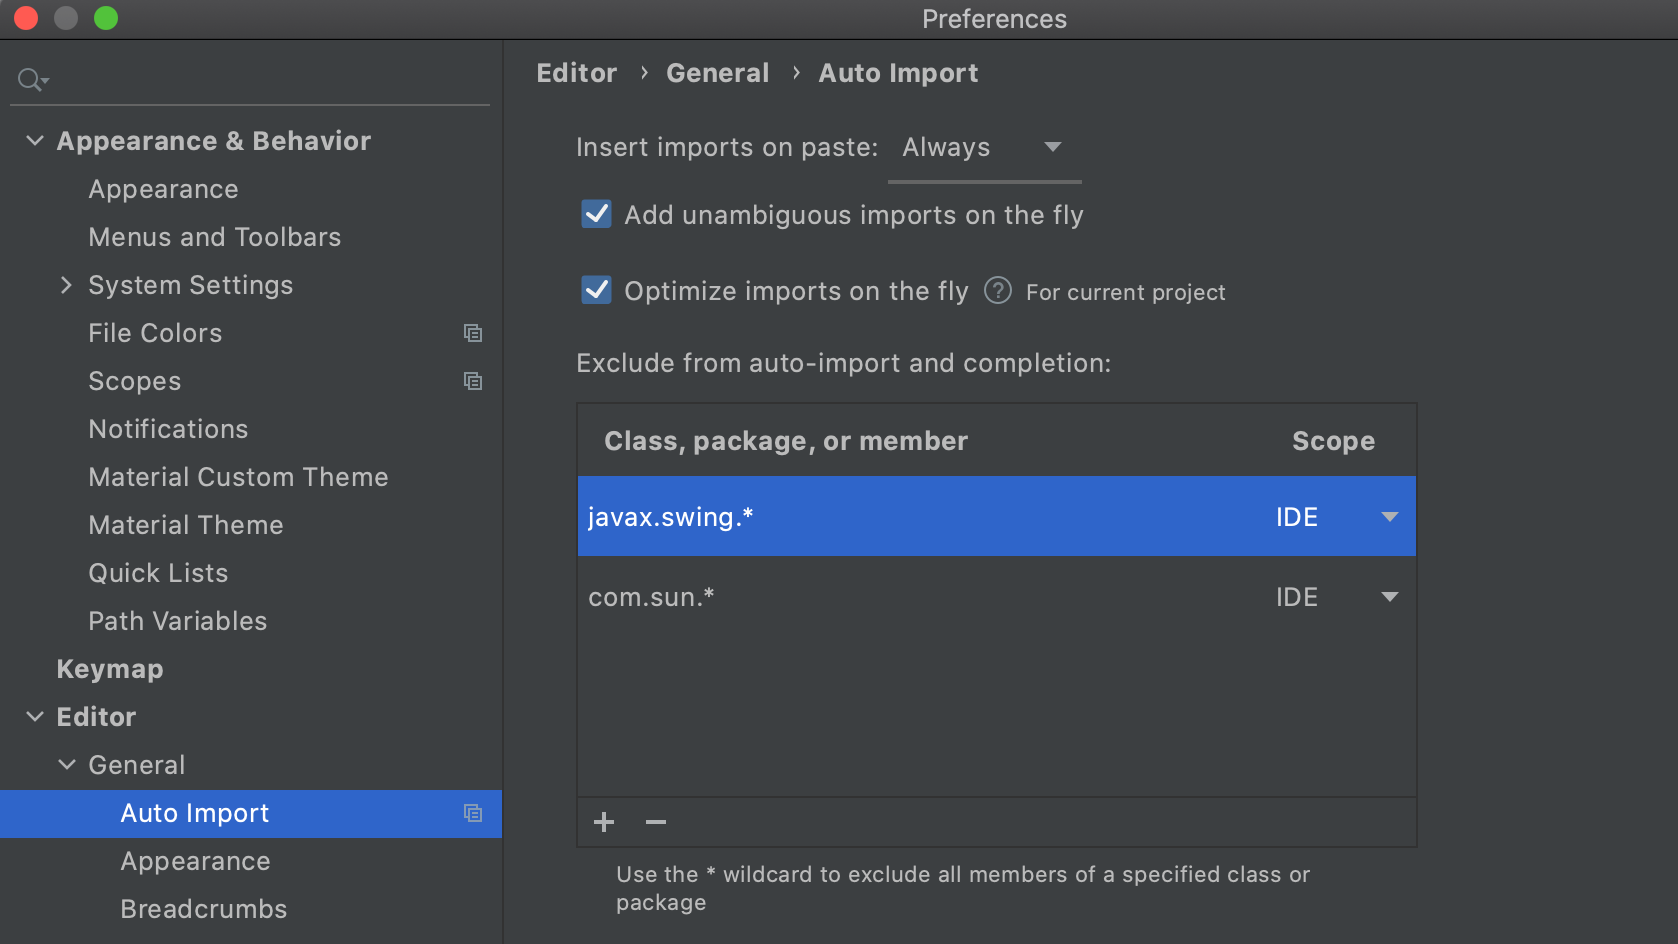 Preferences
Appearance & Behavior
Appearance
Menus and Toolbars
System Settings
File Colors
Scopes
Notifications
Material Custom Theme
Material Theme
Quick Lists
Path Variables
Keymap
Editor
General
Auto Import
Appearance
Breadcrumbs
Editor › General › Auto Import
Insert imports on paste: Always
Add unambiguous imports on the fly
Optimize imports on the fly ? For current project
Exclude from auto-import and completion:
Class, package, or member Scope
javax.swing.* IDE
com.sun.* IDE
Use the * wildcard to exclude all members of a specified class or
package